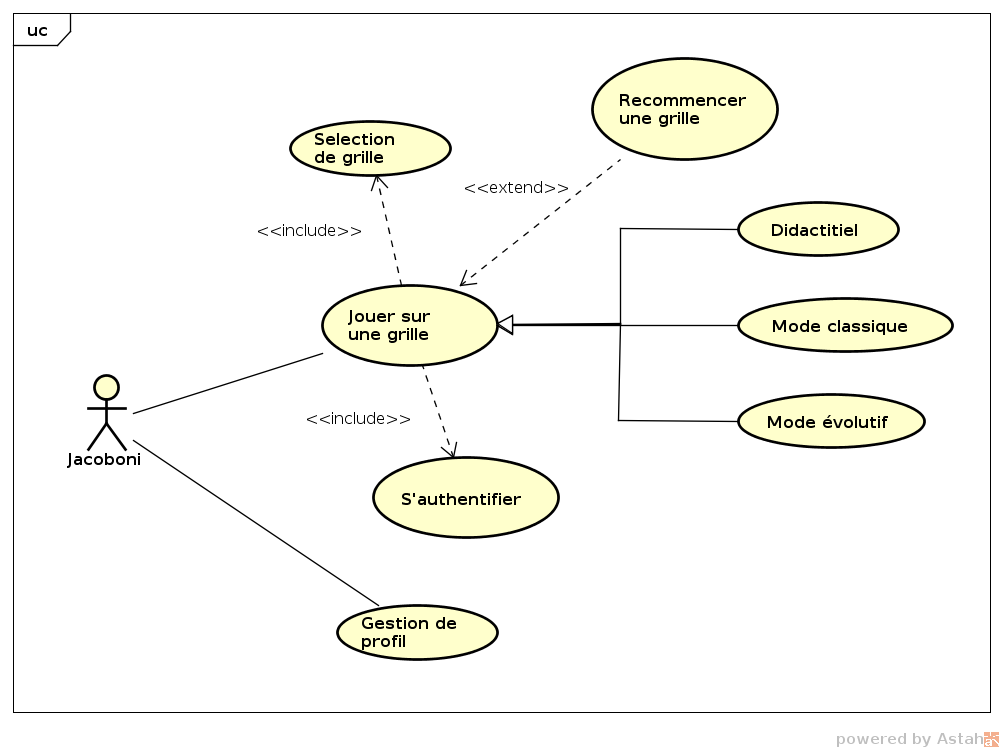 uc
Recommencer
une grille
Selection
de grille
<<extend>>
<<include>>
Didactitiel
Jouer sur
une grille
Mode classique
<<include>>
Mode évolutif
Jacoboni
S'authentifier
Gestion de
profil
powered by Astah